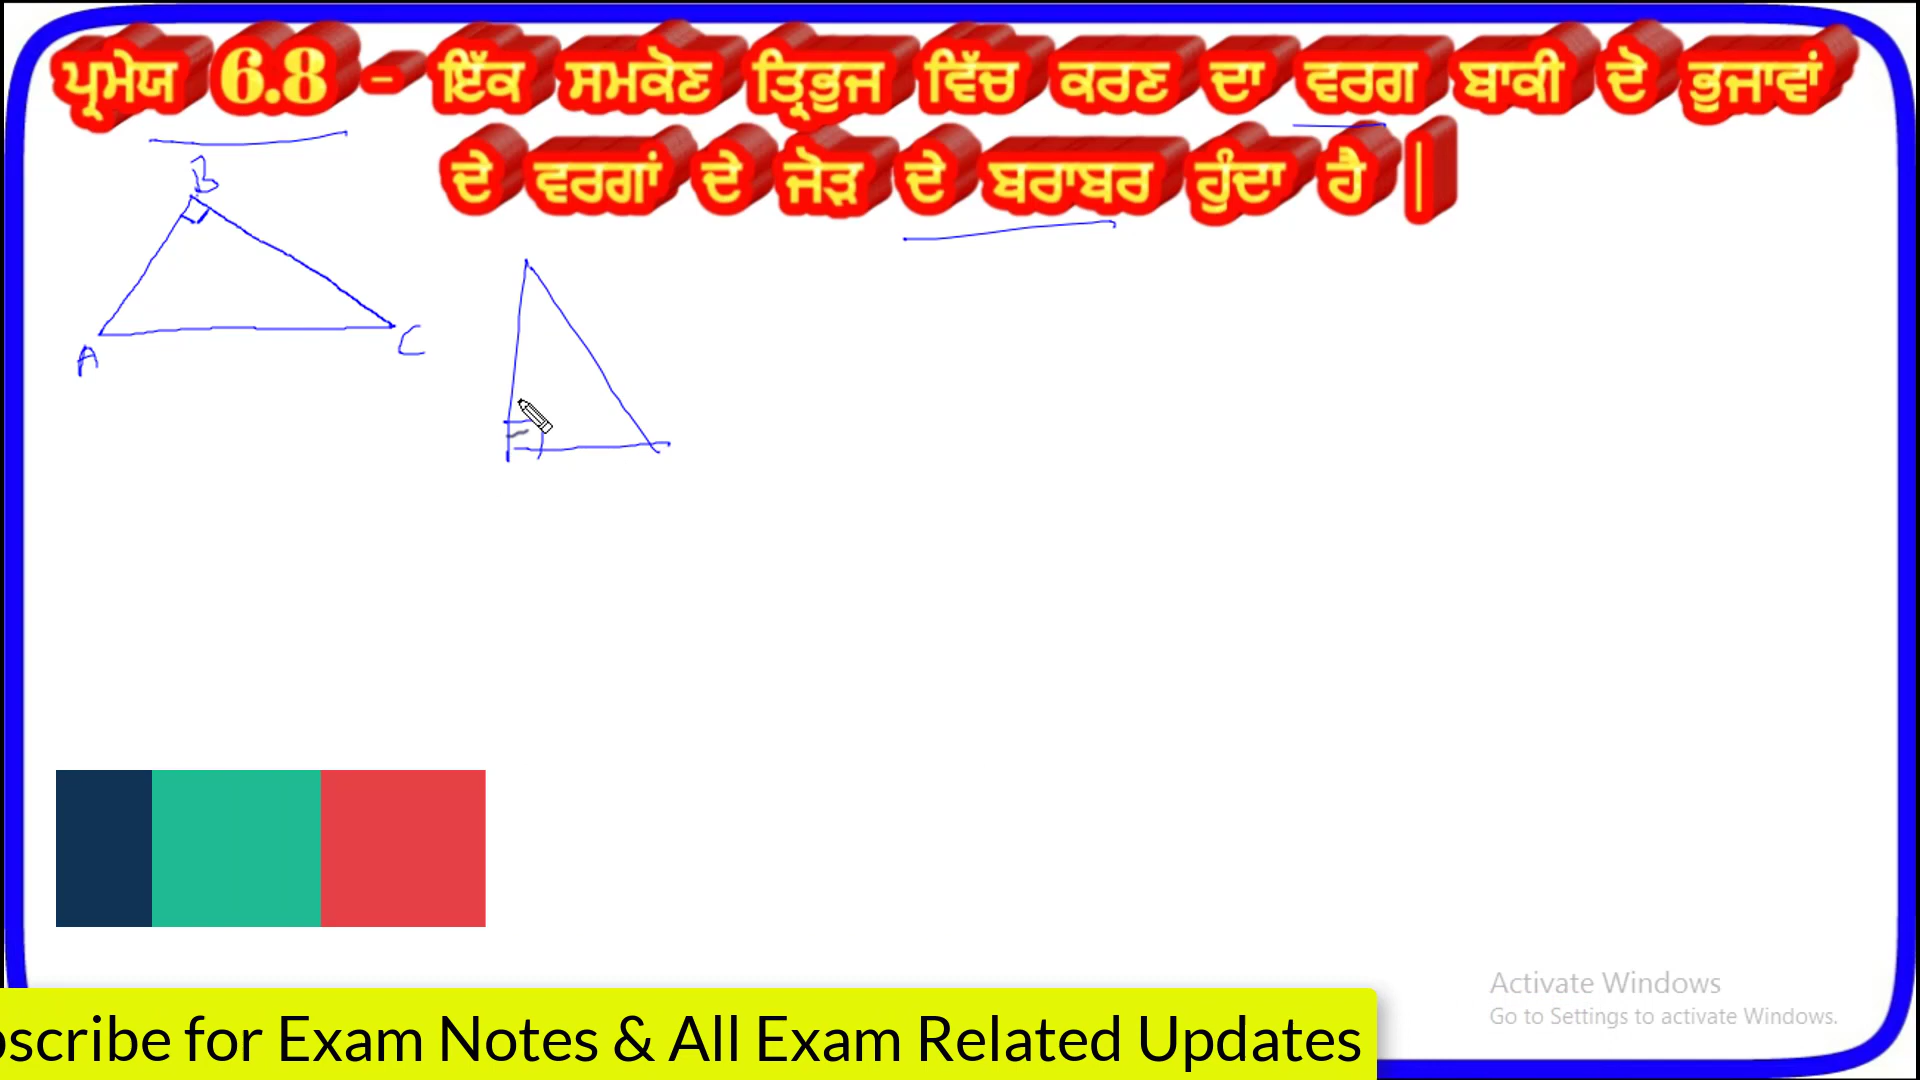 ਪ੍ਰਮੇਯ 6.8 - ਇੱਕ ਸਮਕੋਣ ਤ੍ਰਿਭੁਜ ਵਿੱਚ ਕਰਣ ਦਾ ਵਰਗ ਬਾਕੀ ਦੋ ਭੁਜਾਵਾਂ
ਦੇ ਵਰਗਾਂ ਦੇ ਜੋੜ ਦੇ ਬਰਾਬਰ ਹੁੰਦਾ ਹੈ |
B
A
C
for Exam Notes & All Exam Related Updates
Activate Windows
Go to Settings to activate Windows.